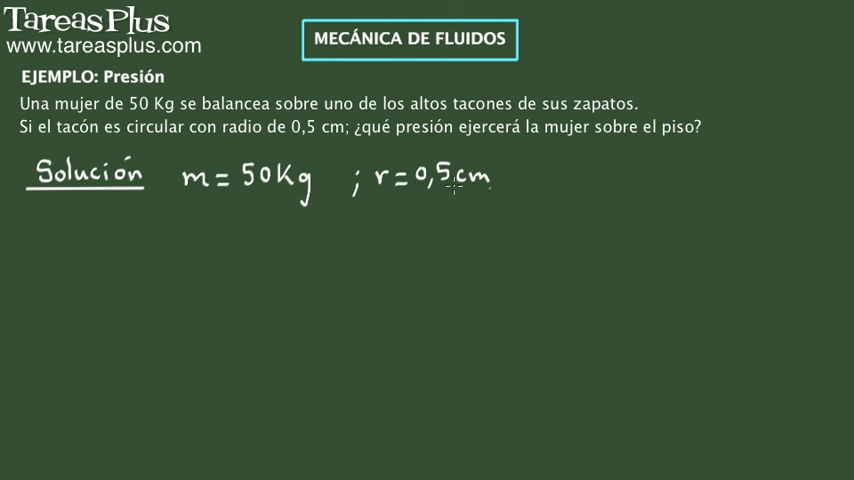 TareasPlus
www.tareasplus.com
MECÁNICA DE FLUIDOS
EJEMPLO: Presión
Una mujer de 50 Kg se balancea sobre uno de los altos tacones de sus zapatos.
Si el tacón es circular con radio de 0,5 cm; ¿qué presión ejercerá la mujer sobre el piso?
Solución m = 50Kg ; r = 0,5cm